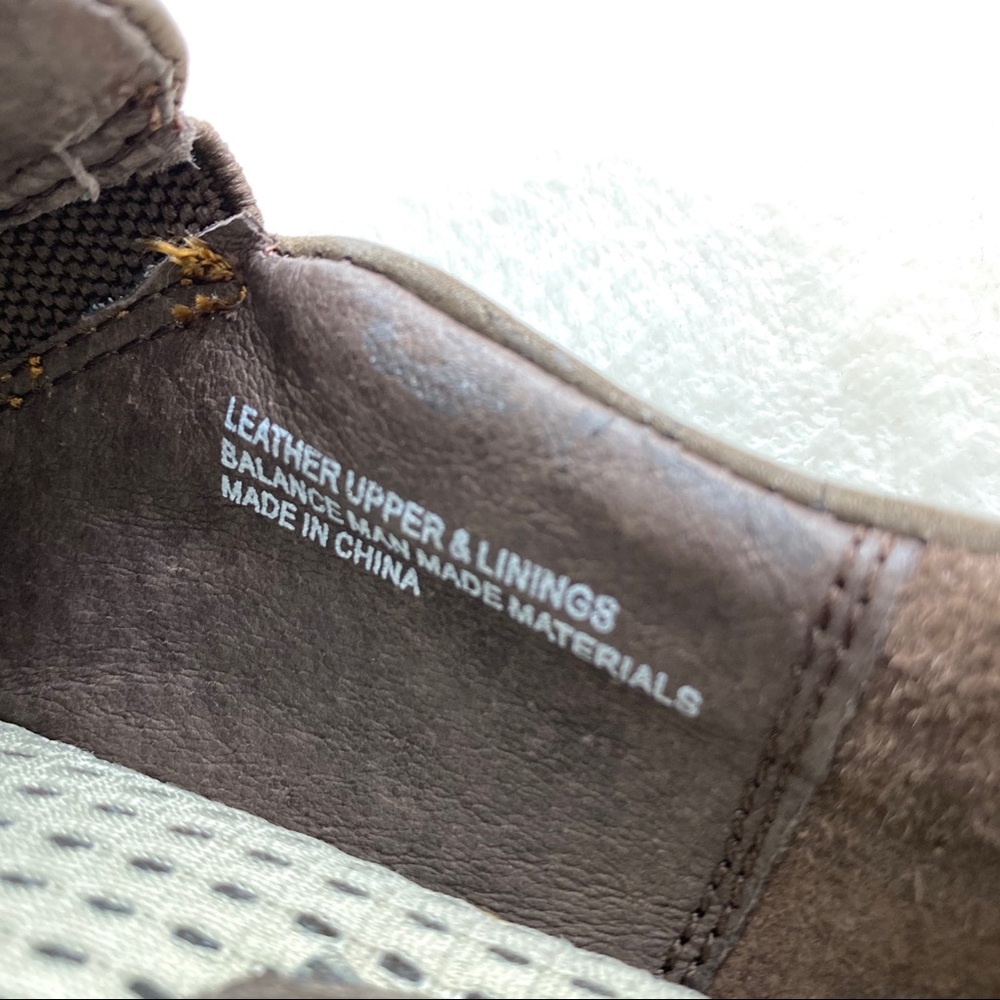 LEATHER UPPER & LININGS
BALANCE MAN MADE MATERIALS
MADE IN CHINA